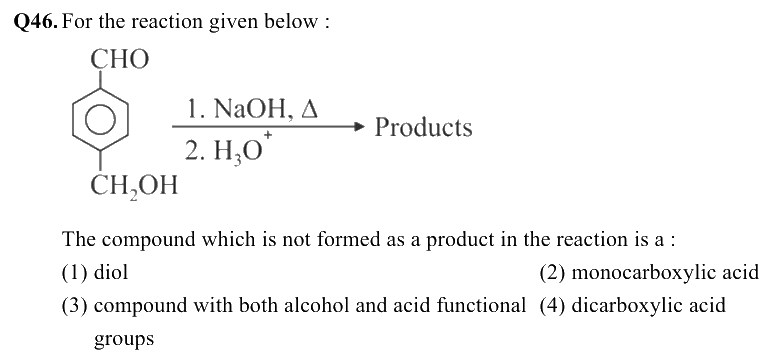 Q46. For the reaction given below :
CHO
1. NaOH, Δ
2. H₃O⁺
Products
CH₂OH
The compound which is not formed as a product in the reaction is a :
(1) diol (2) monocarboxylic acid
(3) compound with both alcohol and acid functional (4) dicarboxylic acid
groups